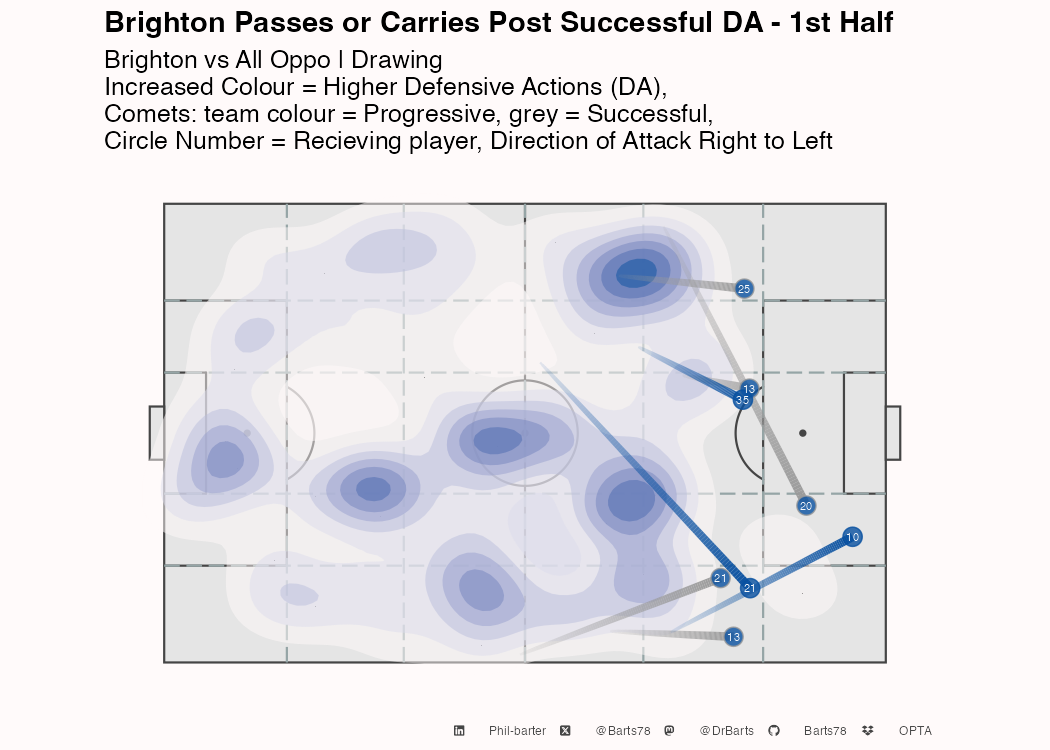 Brighton Passes or Carries Post Successful DA - 1st Half
Brighton vs All Oppo | Drawing
Increased Colour = Higher Defensive Actions (DA),
Comets: team colour = Progressive, grey = Successful,
Circle Number = Recieving player, Direction of Attack Right to Left
25
13
35
20
10
21
21
13
Phil-barter @Barts78 @DrBarts Barts78 OPTA